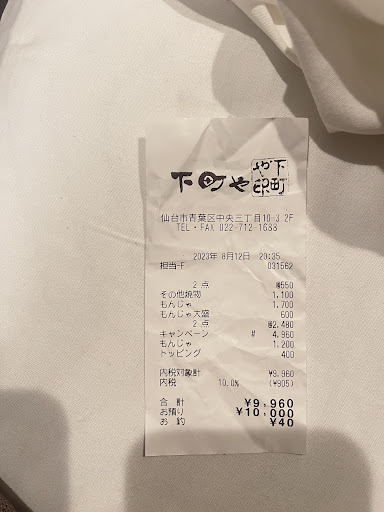 下町や
下町や印
仙台市青葉区中央三丁目10-3 2F
TEL・FAX 022-712-1688
2023年 8月12日 20:35
担当-F 031562
2 点 @550
その他焼物 1,100
もんじゃ 1,700
もんじゃ大盛 600
2 点 @2,480
キャンペーン # 4,960
もんじゃ 1,200
トッピング 400
内税対象計 ¥9,960
内税 10.0% (¥905)
合 計 ¥9,960
お預り ¥10,000
お 釣 ¥40